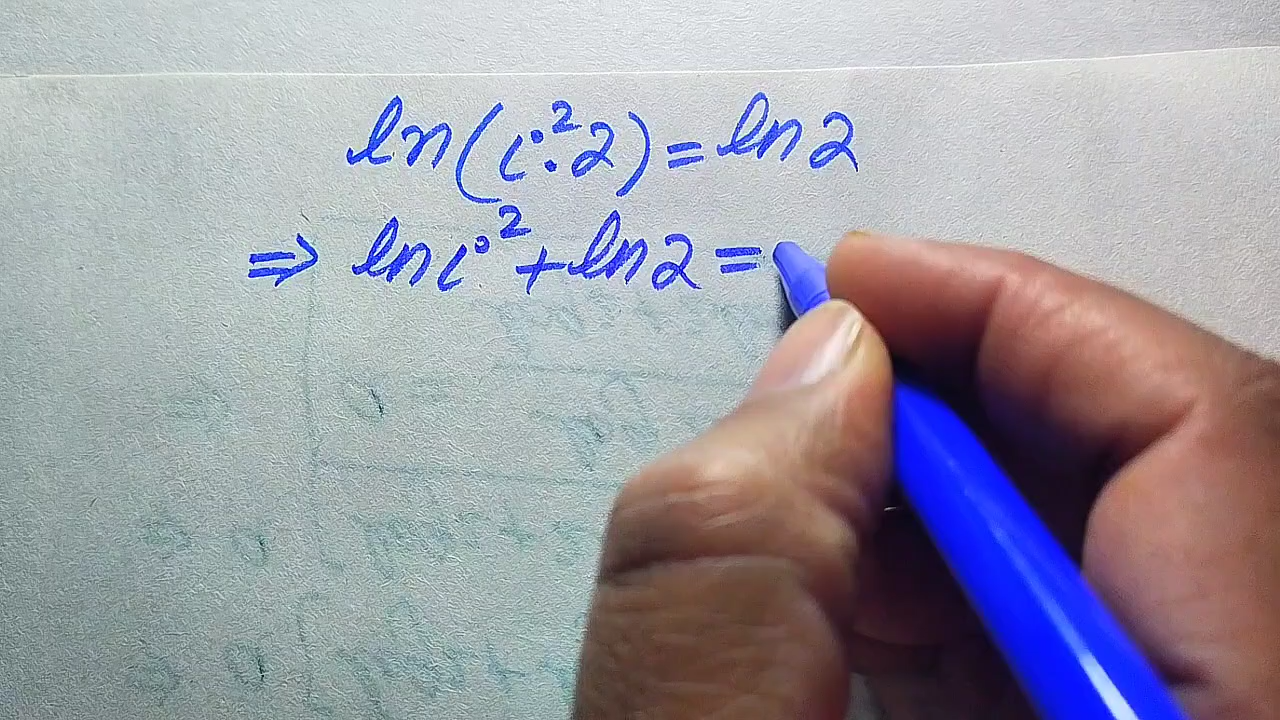 ln(i².2) = ln2
⇒ lni² + ln2 =